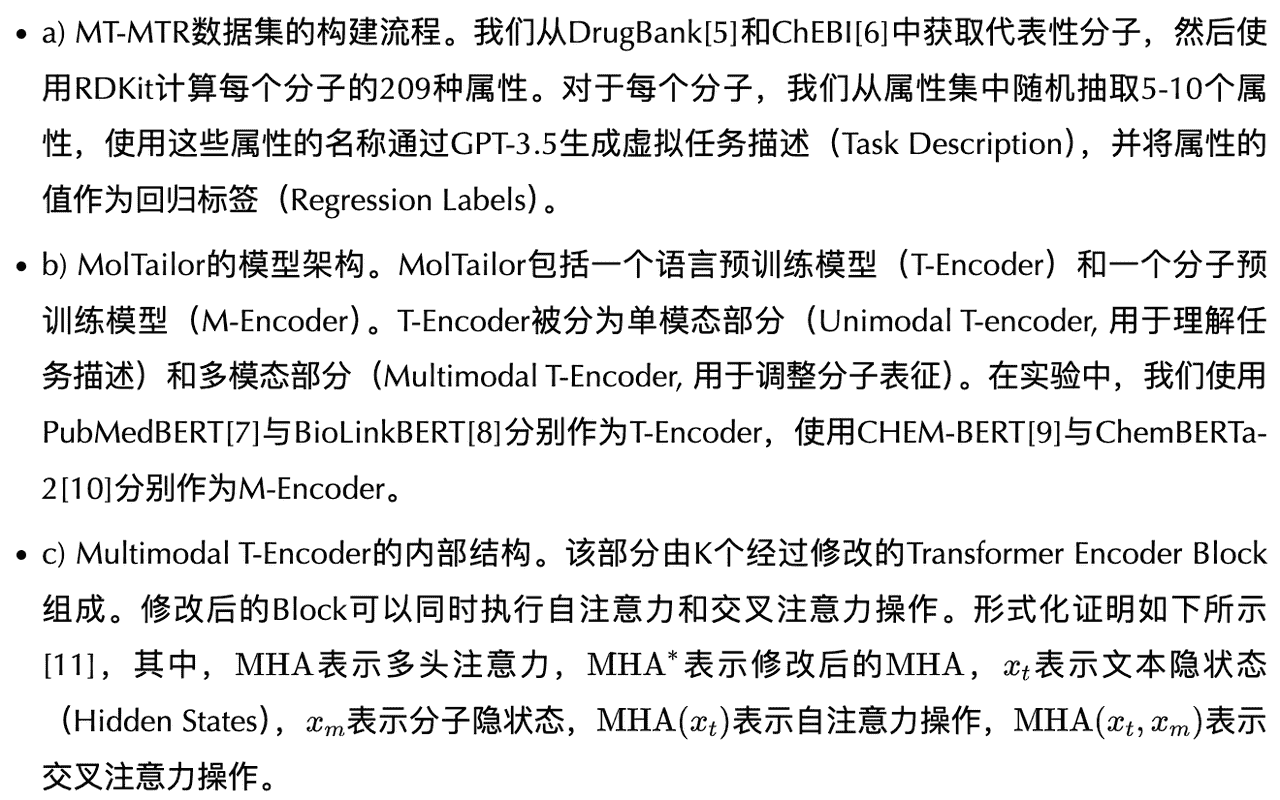 • a) MT-MTR数据集的构建流程。我们从DrugBank[5]和ChEBI[6]中获取代表性分子，然后使
用RDKit计算每个分子的209种属性。对于每个分子，我们从属性集中随机抽取5-10个属
性，使用这些属性的名称通过GPT-3.5生成虚拟任务描述（Task Description），并将属性的
值作为回归标签（Regression Labels）。
• b) MolTailor的模型架构。MolTailor包括一个语言预训练模型（T-Encoder）和一个分子预
训练模型（M-Encoder）。T-Encoder被分为单模态部分（Unimodal T-encoder, 用于理解任
务描述）和多模态部分（Multimodal T-Encoder, 用于调整分子表征）。在实验中，我们使用
PubMedBERT[7]与BioLinkBERT[8]分别作为T-Encoder，使用CHEM-BERT[9]与ChemBERTa-
2[10]分别作为M-Encoder。
• c) Multimodal T-Encoder的内部结构。该部分由K个经过修改的Transformer Encoder Block
组成。修改后的Block可以同时执行自注意力和交叉注意力操作。形式化证明如下所示
[11]，其中，MHA表示多头注意力，MHA*表示修改后的MHA，x_t表示文本隐状态
（Hidden States），x_m表示分子隐状态，MHA(x_t)表示自注意力操作，MHA(x_t, x_m)表示
交叉注意力操作。